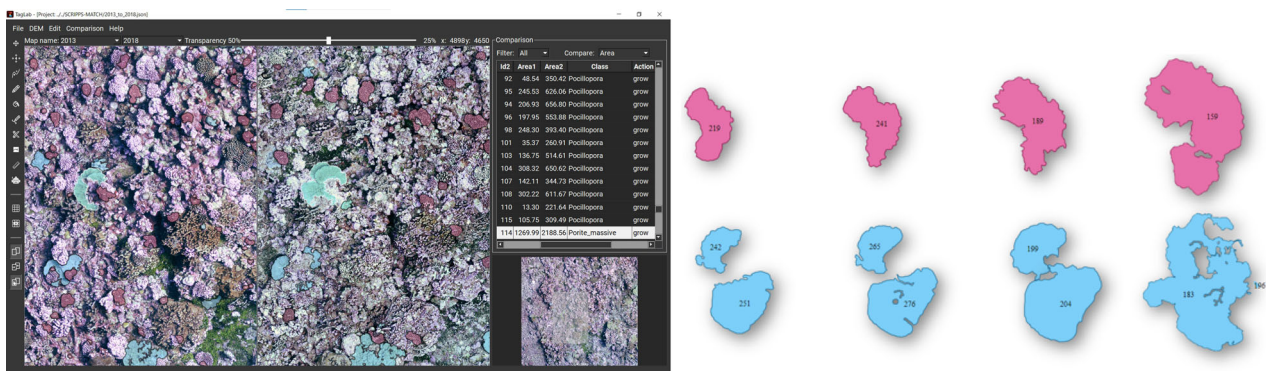 TagLab - [Project ../../SCRIPPS-MATCH/2013_to_2018.json]
File DEM Edit Comparison Help
Map name: 2013 2018 Transparency 50% 25% x: 4898 y: 4650
Comparison
Filter: All Compare: Area
Id2 Area1 Area2 Class Action
92 48.54 350.42 Pocillopora grow
95 245.53 626.06 Pocillopora grow
94 206.93 656.80 Pocillopora grow
96 197.95 553.88 Pocillopora grow
98 248.30 393.40 Pocillopora grow
101 35.37 260.91 Pocillopora grow
103 136.75 514.61 Pocillopora grow
104 308.32 650.62 Pocillopora grow
107 142.11 344.73 Pocillopora grow
108 302.22 611.67 Pocillopora grow
110 13.30 221.64 Pocillopora grow
115 105.75 309.49 Pocillopora grow
114 1269.99 2188.56 Porite_massive grow
219 241 189 159
242 265 199
251 276 204 183 196